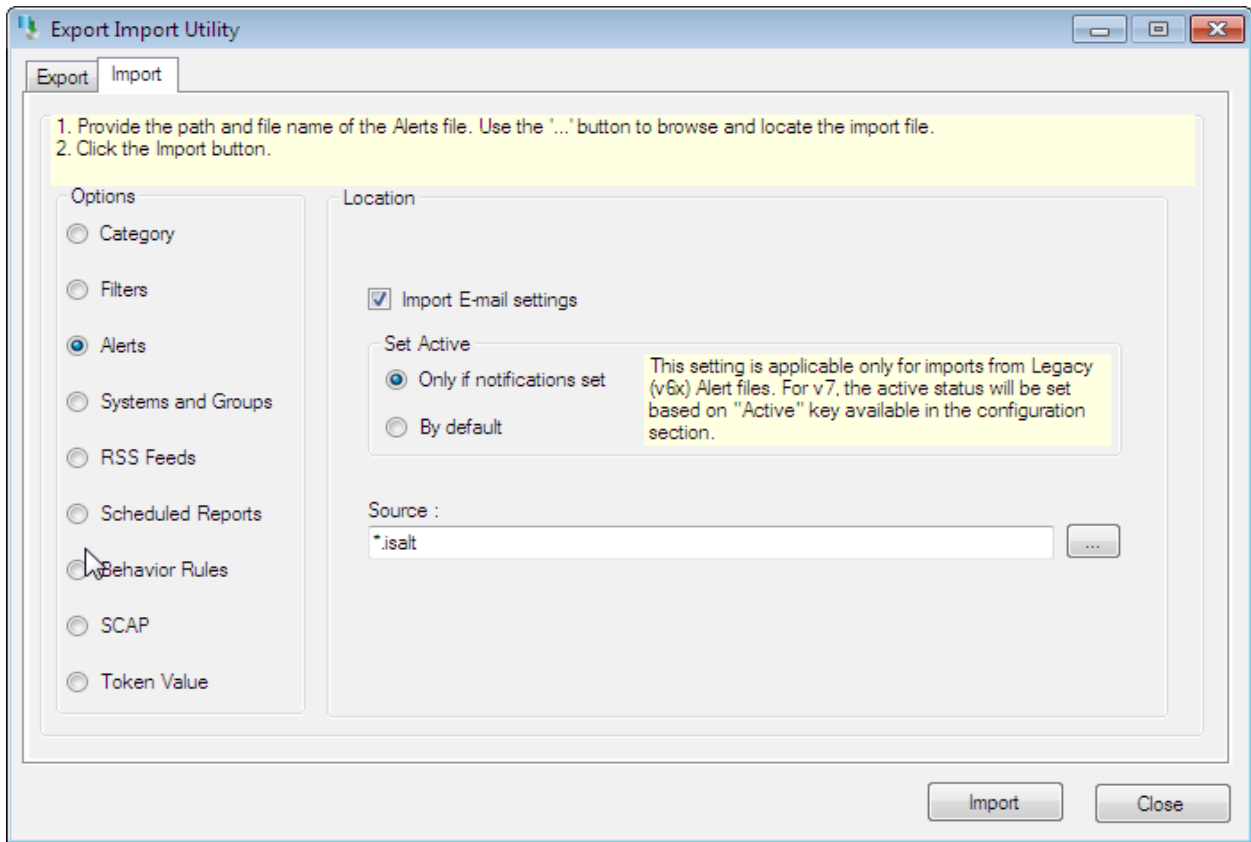 Export Import Utility
Export
Import
1. Provide the path and file name of the Alerts file. Use the '...' button to browse and locate the import file.
2. Click the Import button.
Options
Category
Filters
Alerts
Systems and Groups
RSS Feeds
Scheduled Reports
Behavior Rules
SCAP
Token Value
Location
Import E-mail settings
Set Active
Only if notifications set
By default
This setting is applicable only for imports from Legacy
(v6x) Alert files. For v7, the active status will be set
based on "Active" key available in the configuration
section.
Source :
*.isalt
...
Import
Close